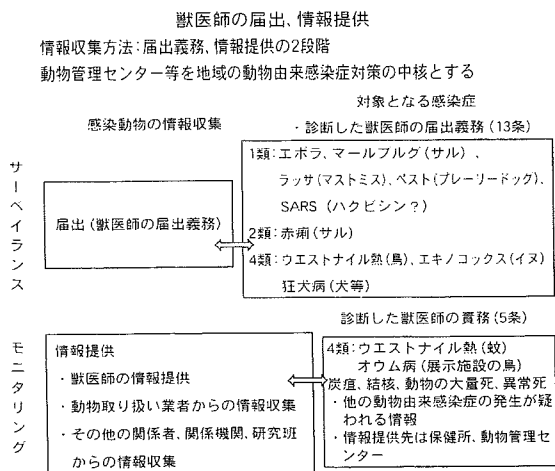 獣医師の届出、情報提供
情報収集方法：届出義務、情報提供の2段階
動物管理センター等を地域の動物由来感染症対策の中核とする
対象となる感染症
感染動物の情報収集
・診断した獣医師の届出義務（13条）
サーベイランス
届出（獣医師の届出義務）
1類：エボラ、マールブルグ（サル）、
ラッサ（マストミス）、ペスト（プレーリードッグ）、
SARS（ハクビシン？）
2類：赤痢（サル）
4類：ウエストナイル熱（鳥）、エキノコックス（イヌ）
狂犬病（犬等）
診断した獣医師の責務（5条）
モニタリング
情報提供
・獣医師の情報提供
・動物取り扱い業者からの情報収集
・その他の関係者、関係機関、研究班
からの情報収集
4類：ウエストナイル熱（蚊）
オウム病（展示施設の鳥）
炭疽、結核、動物の大量死、異常死
・他の動物由来感染症の発生が疑
われる情報
・情報提供先は保健所、動物管理セ
ンター